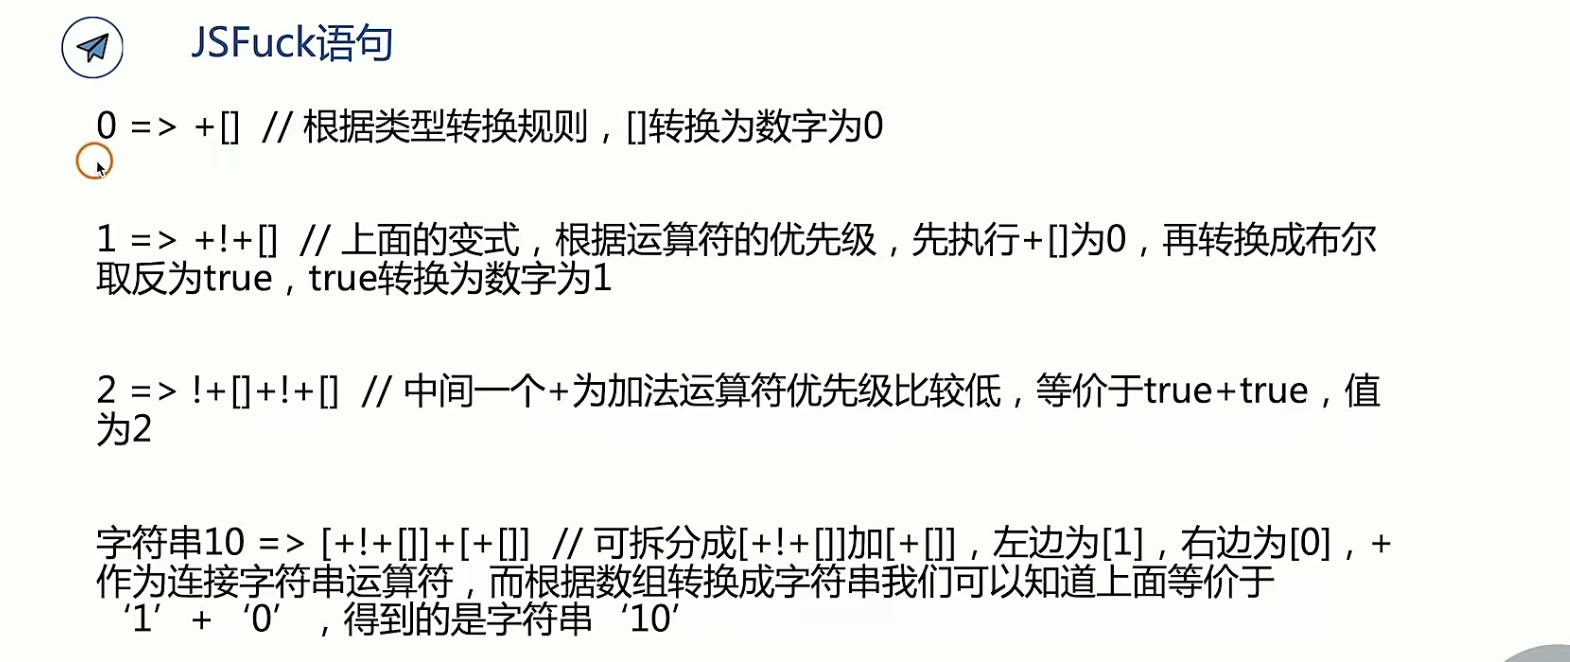 JSFuck语句
0 => +[]  // 根据类型转换规则，[]转换为数字为0
1 => +!+[]  // 上面的变式，根据运算符的优先级，先执行+[]为0，再转换成布尔
取反为true，true转换为数字为1
2 => !+[]+!+[]  // 中间一个+为加法运算符优先级比较低，等价于true+true，值
为2
字符串10 => [+!+[]]+[+[]]  // 可拆分成[+!+[]]加[+[]]，左边为[1]，右边为[0]，+
作为连接字符串运算符，而根据数组转换成字符串我们可以知道上面等价于
‘1’ + ‘0’ ，得到的是字符串‘10’